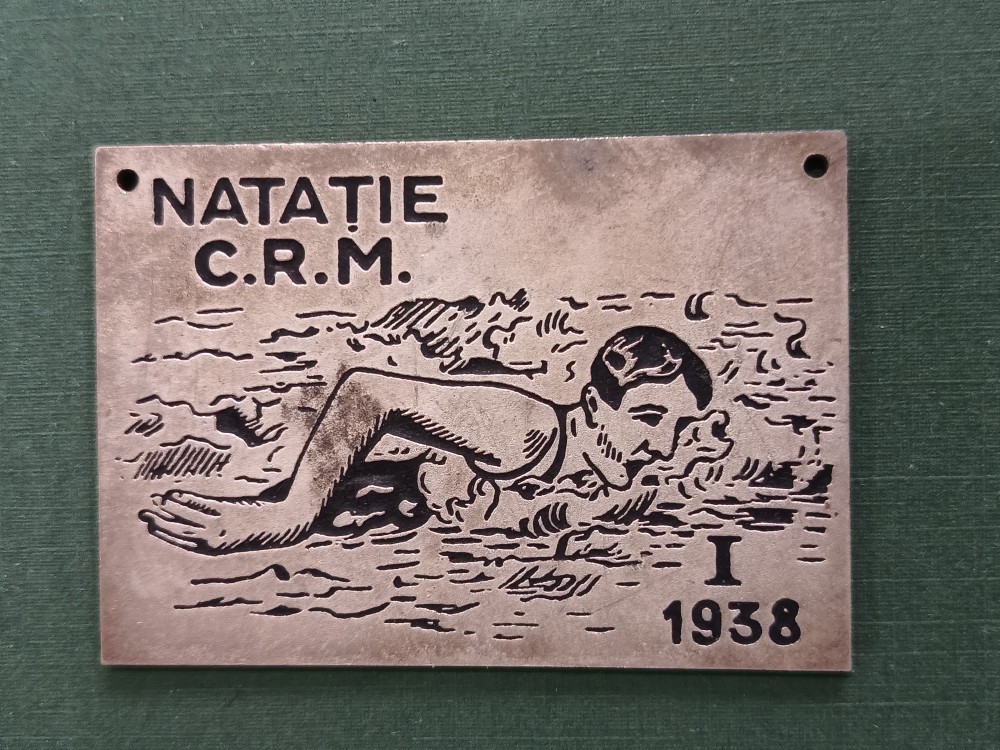 NATAȚIE
C.R.M.
I
1938